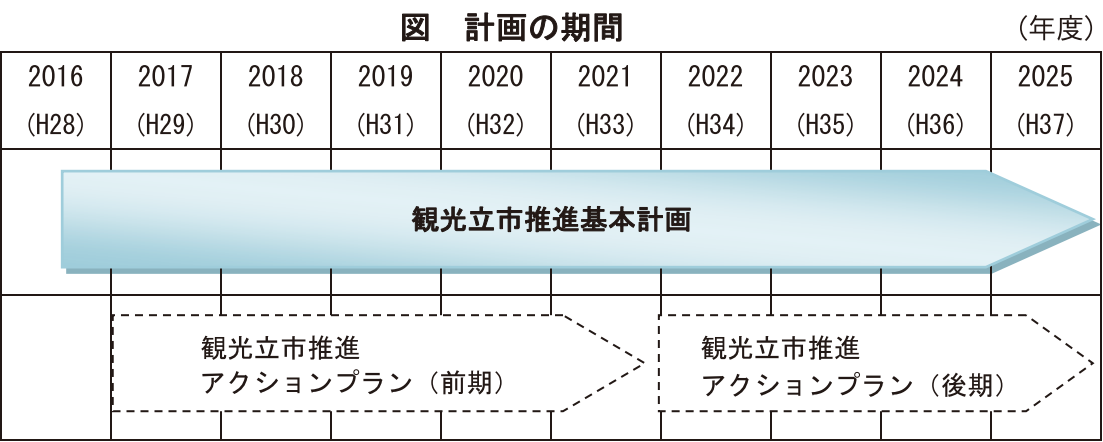 図　計画の期間
（年度）
2016 2017 2018 2019 2020 2021 2022 2023 2024 2025
（H28） （H29） （H30） （H31） （H32） （H33） （H34） （H35） （H36） （H37）
観光立市推進基本計画
観光立市推進
アクションプラン（前期）
観光立市推進
アクションプラン（後期）